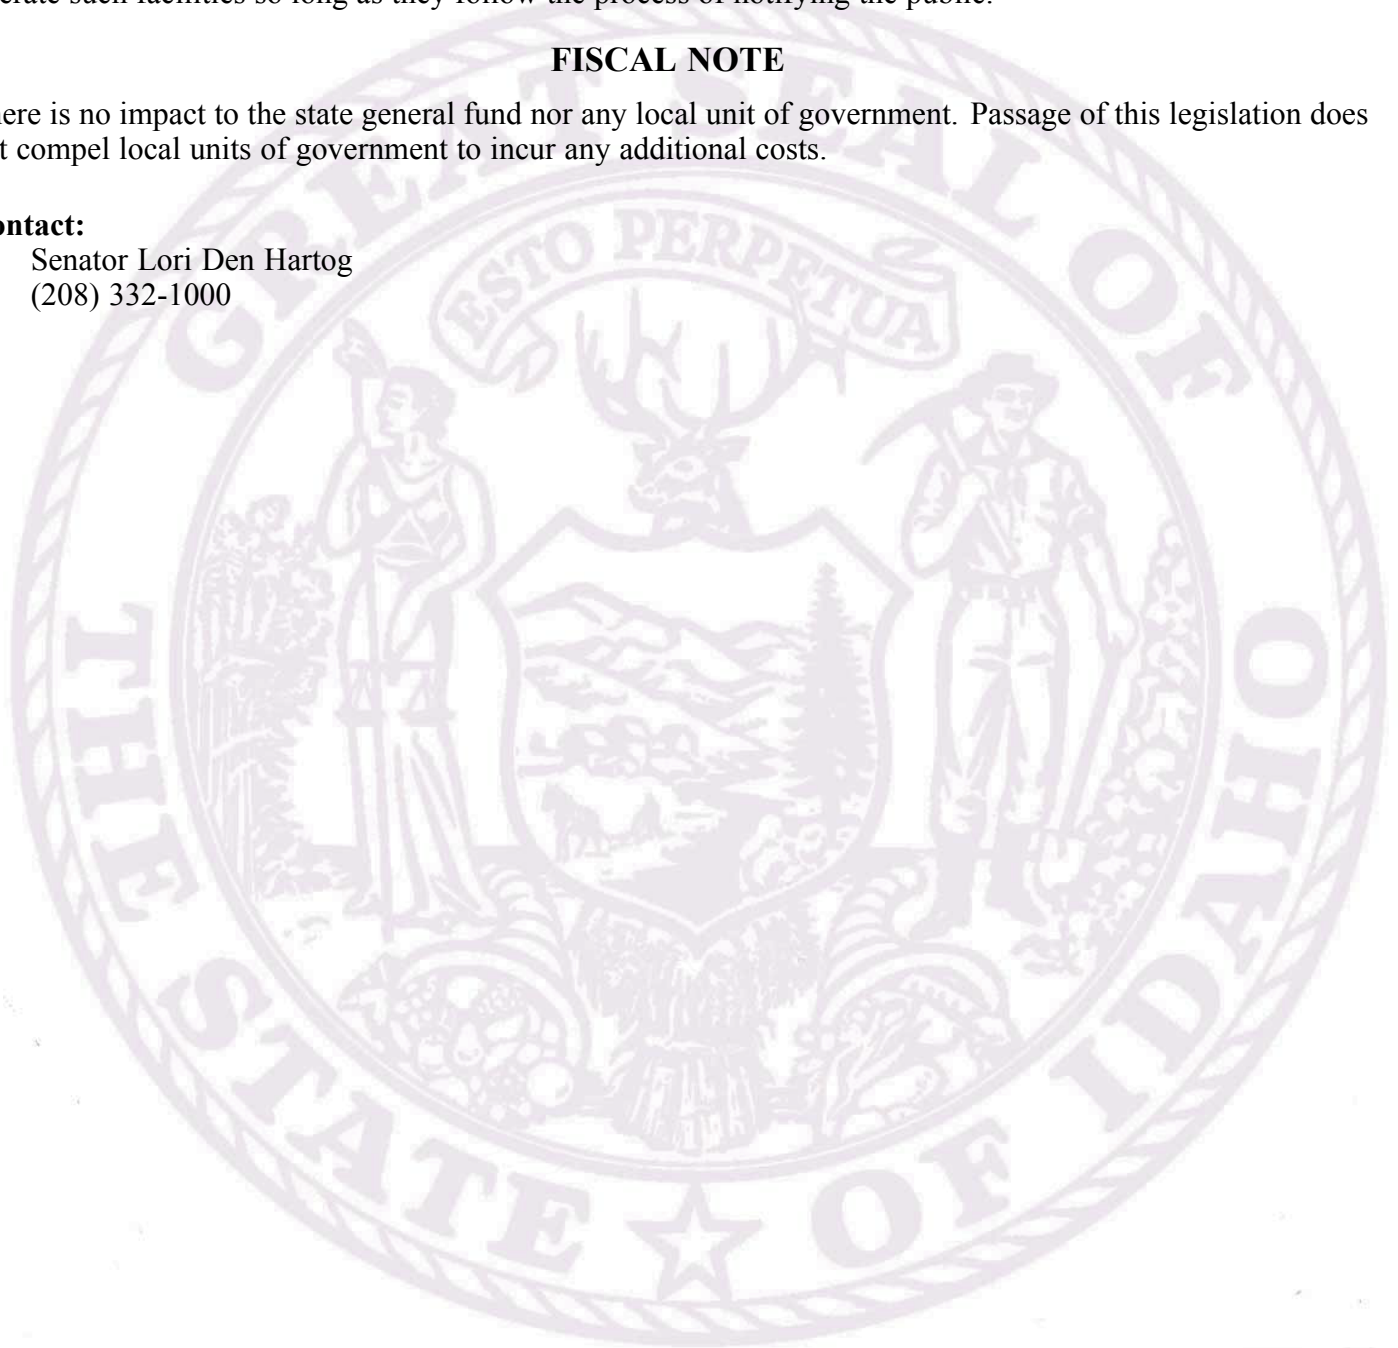 erate such facilities so long as they follow the process of notifying the public.
FISCAL NOTE
here is no impact to the state general fund nor any local unit of government. Passage of this legislation does
t compel local units of government to incur any additional costs.
ontact:
Senator Lori Den Hartog
(208) 332-1000
GREAT SEAL OF
THE STATE OF IDAHO
ESTO PERPETUA